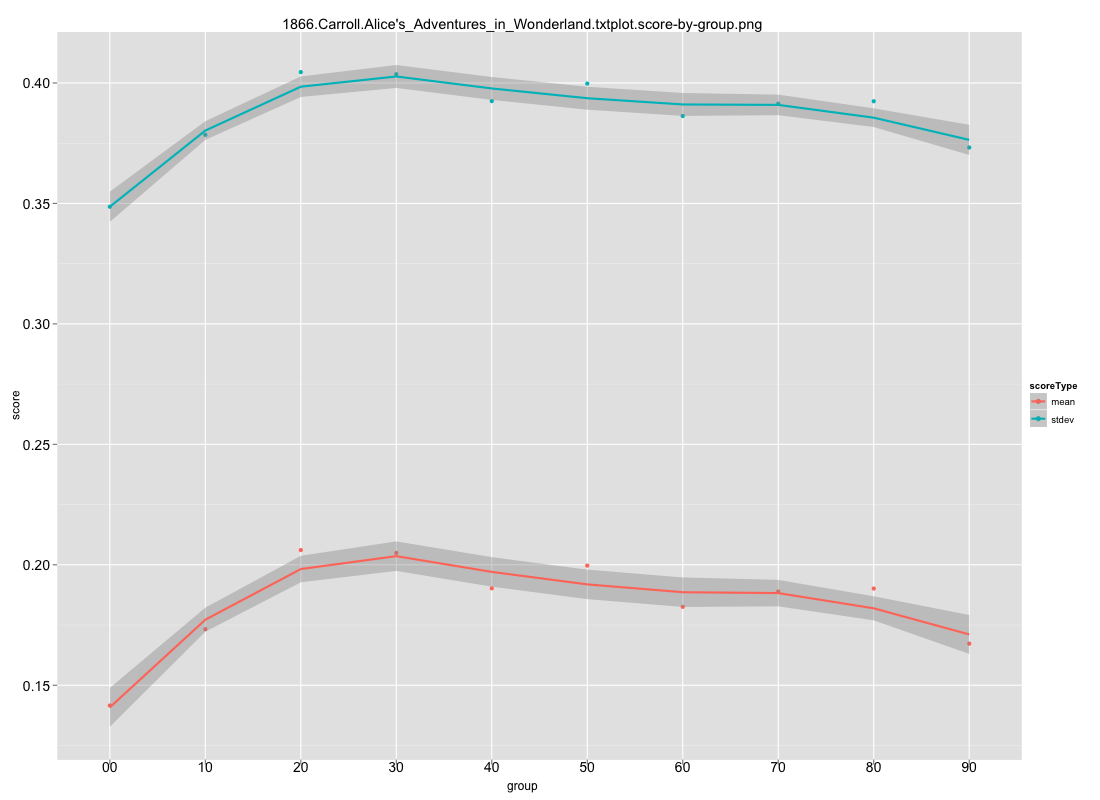 1866.Carroll.Alice's_Adventures_in_Wonderland.txtplot.score-by-group.png
0.40
0.35
0.30
0.25
0.20
0.15
score
00 10 20 30 40 50 60 70 80 90
group
scoreType
mean
stdev